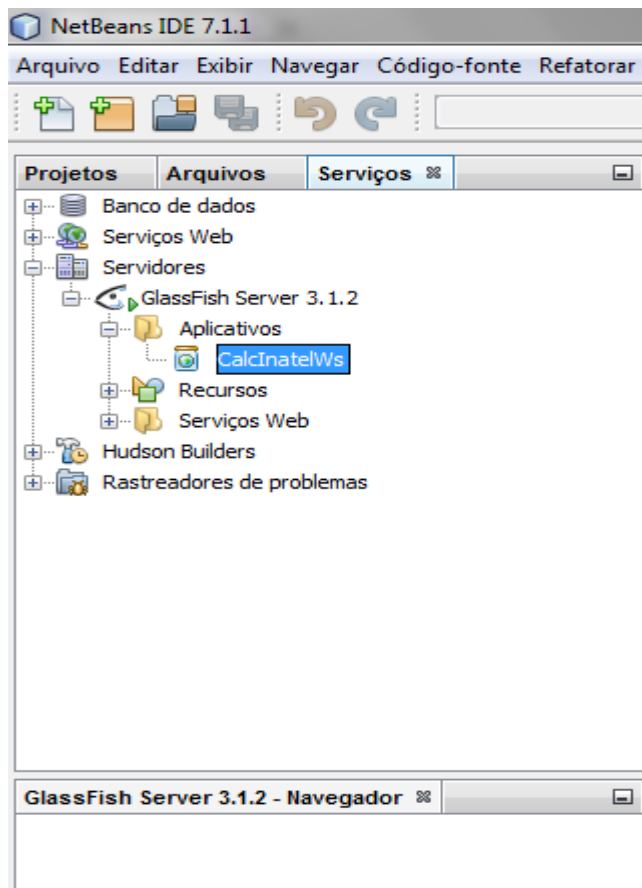 NetBeans IDE 7.1.1
Arquivo Editar Exibir Navegar Código-fonte Refatorar
Projetos Arquivos Serviços
Banco de dados
Serviços Web
Servidores
GlassFish Server 3.1.2
Aplicativos
CalcInatelWs
Recursos
Serviços Web
Hudson Builders
Rastreadores de problemas
GlassFish Server 3.1.2 - Navegador